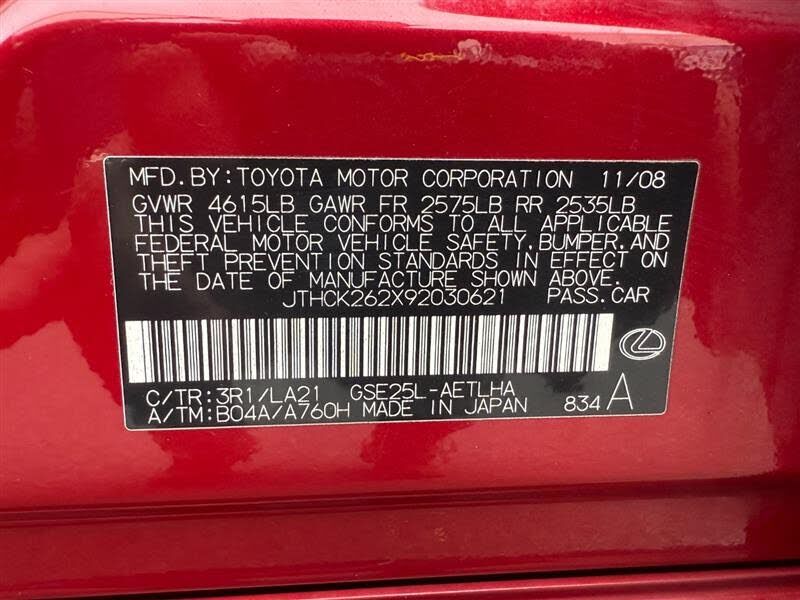 MFD.BY:TOYOTA MOTOR CORPORATION 11/08
GVWR 4615LB GAWR FR 2575LB RR 2535LB
THIS VEHICLE CONFORMS TO ALL APPLICABLE
FEDERAL MOTOR VEHICLE SAFETY,BUMPER,AND
THEFT PREVENTION STANDARDS IN EFFECT ON
THE DATE OF MANUFACTURE SHOWN ABOVE.
JTHCK262X92030621 PASS.CAR
C/TR:3R1/LA21 GSE25L-AETLHA
A/TM:B04A/A760H MADE IN JAPAN 834 A